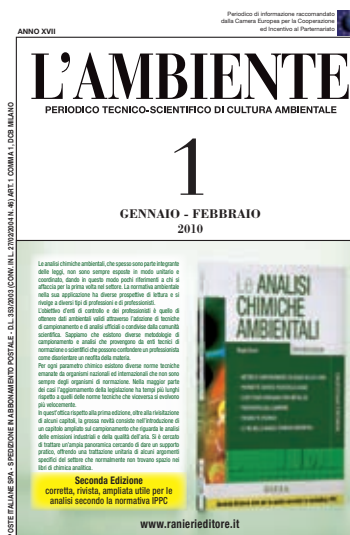 Periodico di informazione raccomandato
dalla Camera Europea per la Cooperazione
ed Incentivo al Partenariato
ANNO XVII
L'AMBIENTE
PERIODICO TECNICO-SCIENTIFICO DI CULTURA AMBIENTALE
1
GENNAIO - FEBBRAIO
2010
POSTE ITALIANE SPA - SPEDIZIONE IN ABBONAMENTO POSTALE - D.L. 353/2003 (CONV. IN L. 27/02/2004 N. 46) ART. 1 COMMA 1, DCB MILANO
Le analisi chimiche ambientali, che spesso sono parte integrante
delle leggi, non sono sempre esposte in modo unitario e
coordinato, dando in questo modo pochi riferimenti a chi si
affaccia per la prima volta nel settore. La normativa ambientale
nella sua applicazione ha diverse prospettive di lettura e si
rivolge a diversi tipi di professioni e di professionisti.
L'obiettivo d'enti di controllo e dei professionisti è quello di
ottenere dati ambientali validi attraverso l'adozione di tecniche
di campionamento e di analisi ufficiali o condivise dalla comunità
scientifica. Sappiamo che esistono diverse metodologie di
campionamento e analisi che provengono da enti tecnici di
normazione o scientifici che possono confondere un professionista
come disorientare un neofita della materia.
Per ogni parametro chimico esistono diverse norme tecniche
emanate da organismi nazionali ed internazionali che non sono
sempre degli organismi di normazione. Nella maggior parte
dei casi l'aggiornamento della legislazione ha tempi più lunghi
rispetto a quelli delle norme tecniche che viceversa si evolvono
più velocemente.
In quest'ottica rispetto alla prima edizione, oltre alla rivisitazione
di alcuni capitoli, la grossa novità consiste nell'introduzione di
un capitolo ampliato sul campionamento che riguarda le analisi
delle emissioni industriali e della qualità dell'aria. Si è cercato
di trattare un'ampia panoramica cercando di dare un supporto
pratico, offrendo una trattazione unitaria di alcuni argomenti
specifici del settore che normalmente non trovano spazio nei
libri di chimica analitica.
Le ANALISI
CHIMICHE
AMBIENTALI
Seconda Edizione
corretta, rivista, ampliata utile per le
analisi secondo la normativa IPPC
www.ranierieditore.it